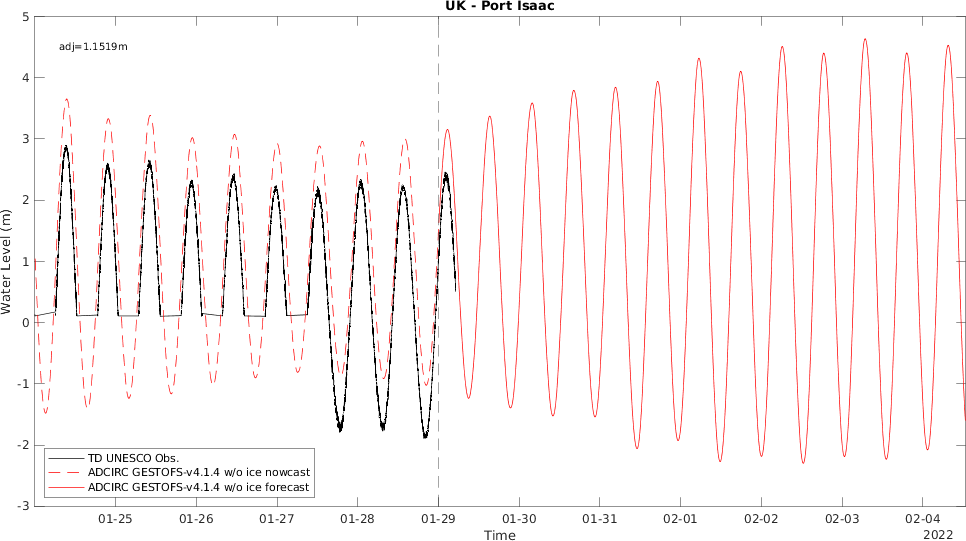 UK - Port Isaac
adj=1.1519m
Water Level (m)
5
4
3
2
1
0
-1
-2
-3
TD UNESCO Obs.
ADCIRC GESTOFS-v4.1.4 w/o ice nowcast
ADCIRC GESTOFS-v4.1.4 w/o ice forecast
01-25 01-26 01-27 01-28 01-29 01-30 01-31 02-01 02-02 02-03 02-04
Time
2022